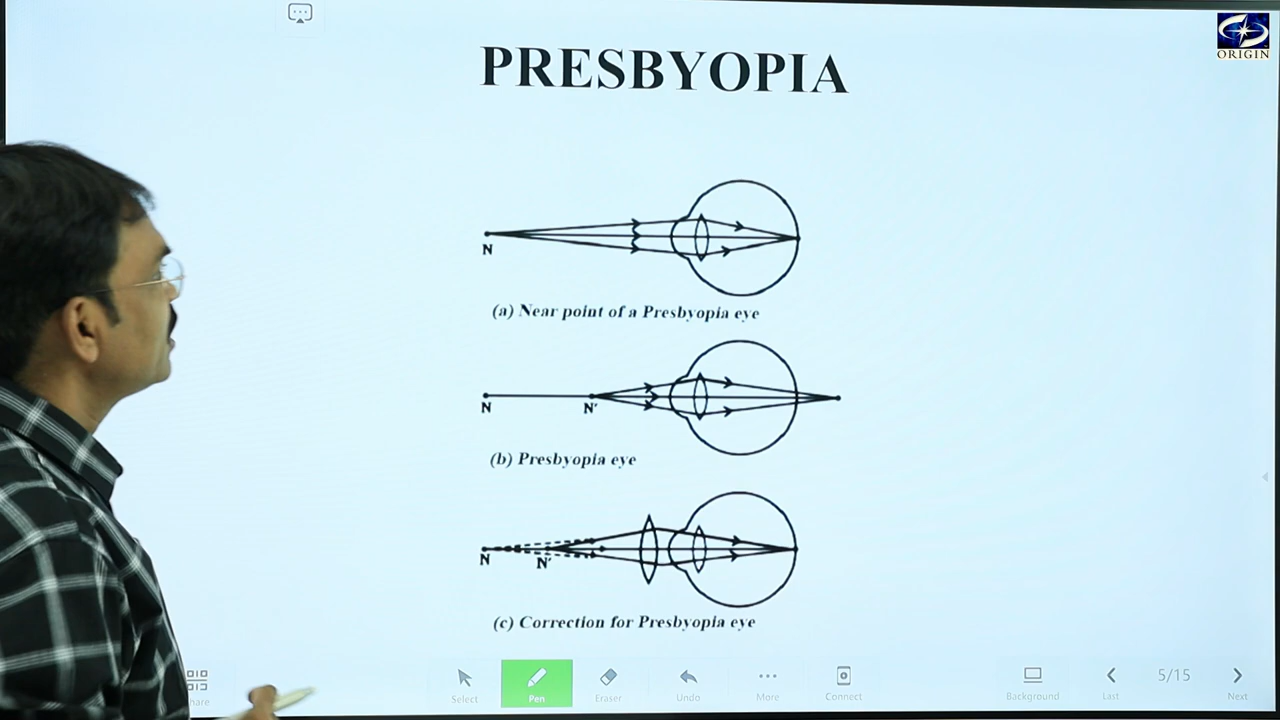 ORIGIN
PRESBYOPIA
N
(a) Near point of a Presbyopia eye
N N'
(b) Presbyopia eye
N N'
(c) Correction for Presbyopia eye
Select Pen Eraser Undo More Connect Background Last 5/15 Next